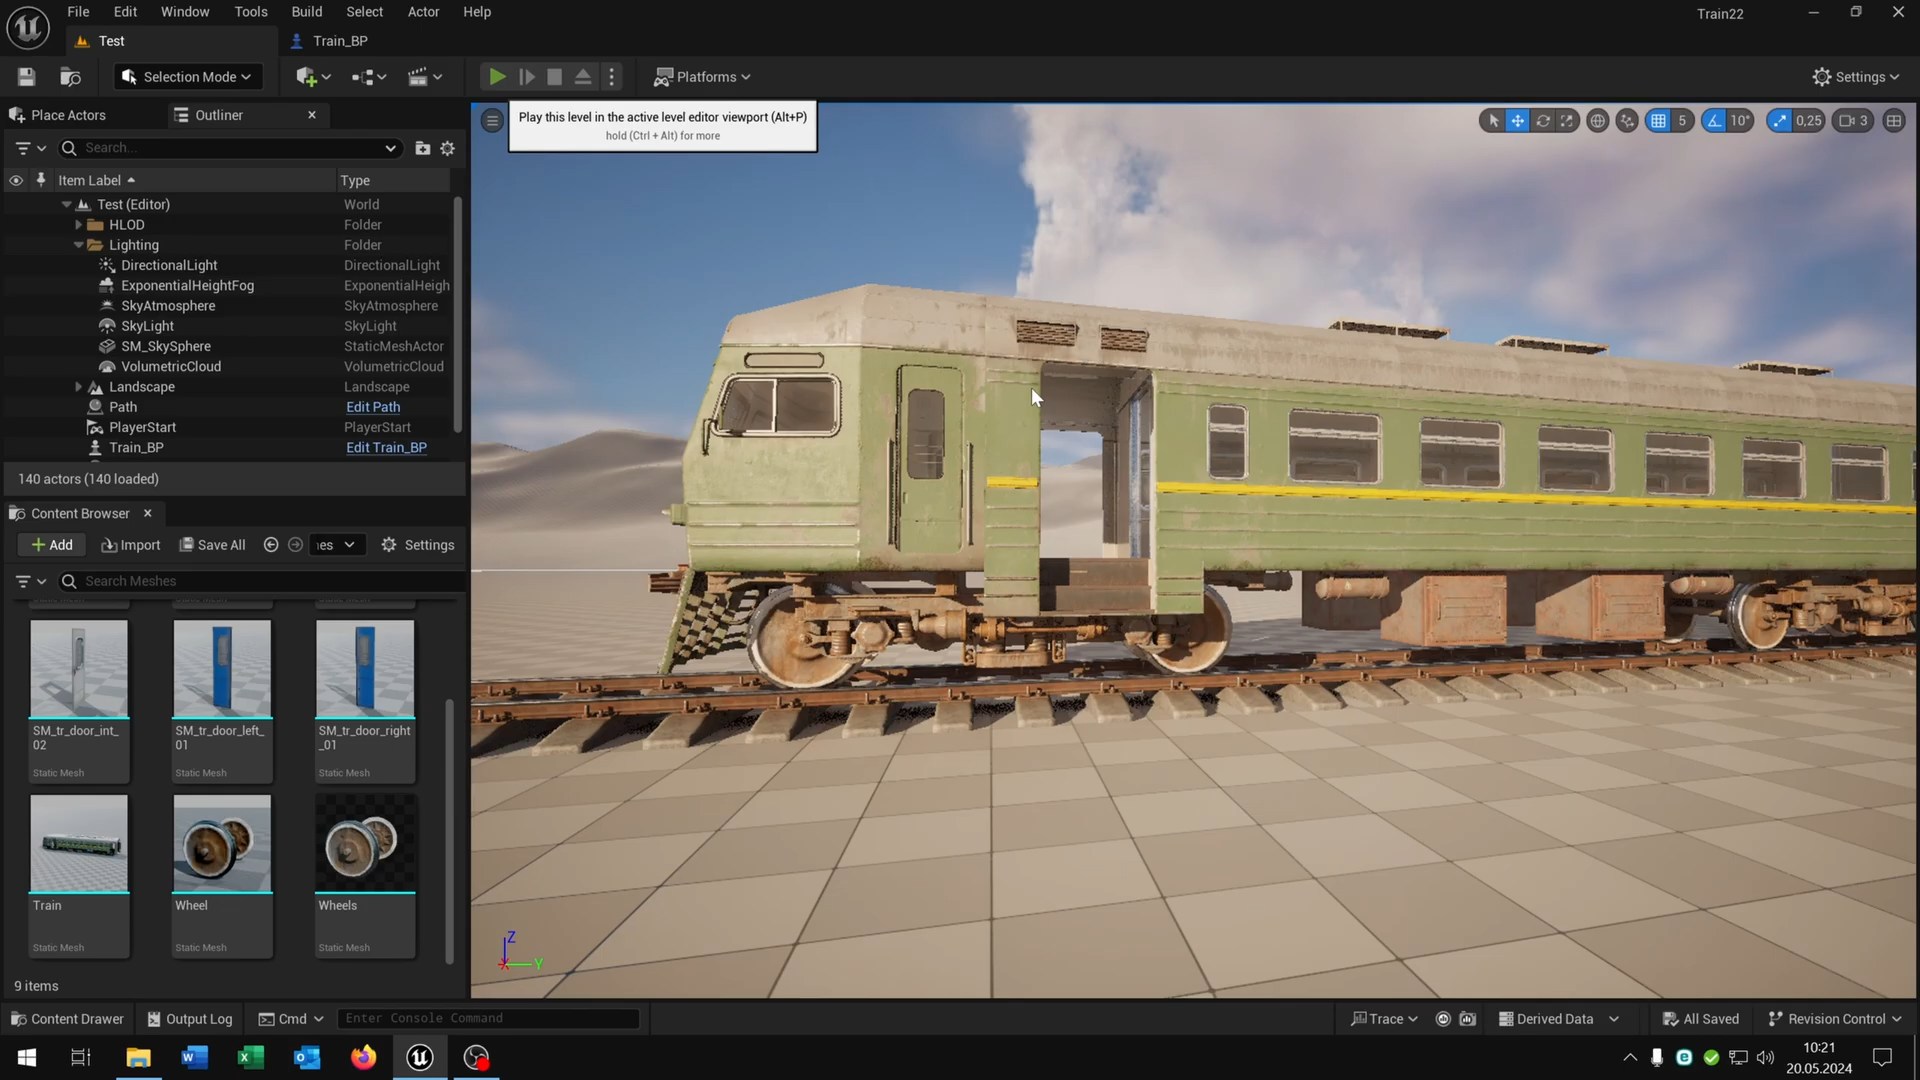 File Edit Window Tools Build Select Actor Help
Train22
Test
Train_BP
Selection Mode
Platforms
Settings
Place Actors
Outliner
Play this level in the active level editor viewport (Alt+P)
hold (Ctrl + Alt) for more
5
10°
0,25
3
Search...
Item Label
Type
Test (Editor) World
HLOD Folder
Lighting Folder
DirectionalLight DirectionalLight
ExponentialHeightFog ExponentialHeigh
SkyAtmosphere SkyAtmosphere
SkyLight SkyLight
SM_SkySphere StaticMeshActor
VolumetricCloud VolumetricCloud
Landscape Landscape
Path Edit Path
PlayerStart PlayerStart
Train_BP Edit Train_BP
140 actors (140 loaded)
Content Browser
Add Import Save All ies Settings
Search Meshes
SM_tr_door_int_
02
Static Mesh
SM_tr_door_left_
01
Static Mesh
SM_tr_door_right
_01
Static Mesh
Train
Static Mesh
Wheel
Static Mesh
Wheels
Static Mesh
Z
X
Y
9 items
Content Drawer
Output Log
Cmd
Enter Console Command
Trace
Derived Data
All Saved
Revision Control
10:21
20.05.2024